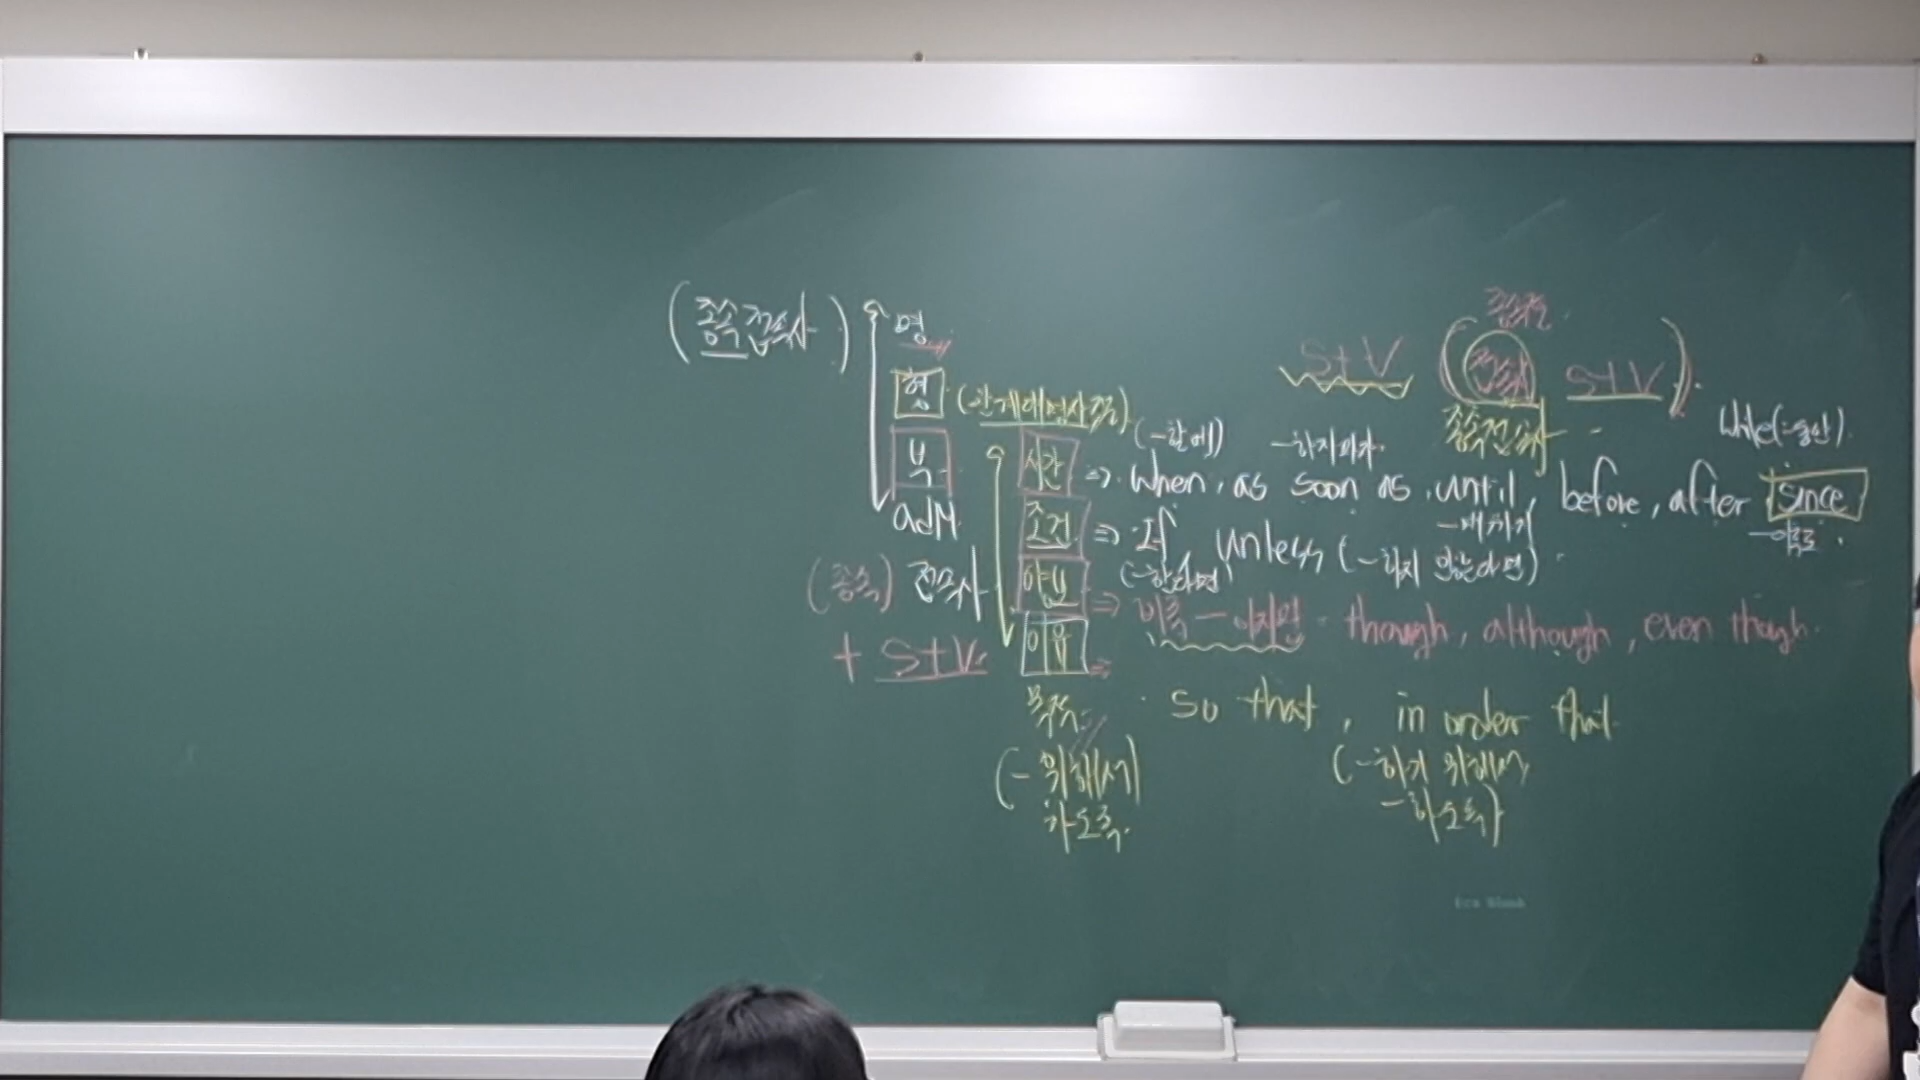 (종속접속사) 명
형 (관계대명사절)
부
adM
(종속) 접속사
+ S+V
S+V (접속사 S+V).
종속접속사
while(~동안).
(~할 때) ~하자마자.
시간 ⇒ when, as soon as, until, before, after since
~때까지 ~이후로.
조건 ⇒ If unless (~하지 않는다면)
(~한다면)
양보 ⇒ 비록 ~이지만 though, although, even though.
이유 ⇒
목적. so that, in order that
(~위해서 (~하기 위해서,
하도록. ~하도록)
Eco Blook